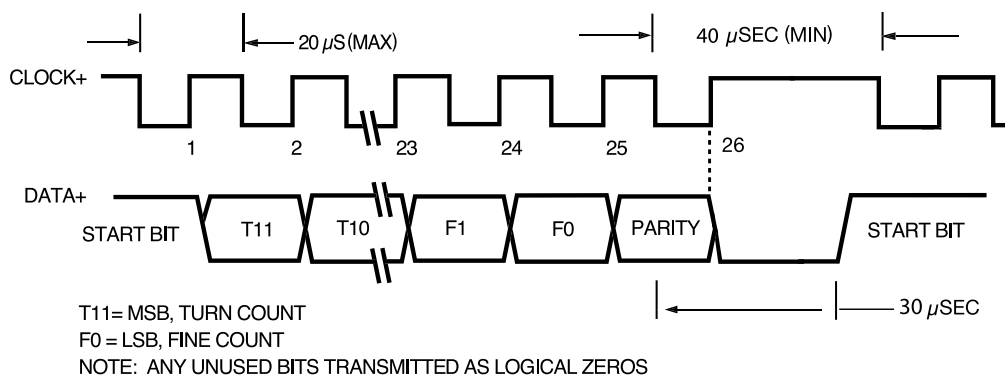 20 µS (MAX)
40 µSEC (MIN)
CLOCK+
1 2 23 24 25 26
DATA+
START BIT T11 T10 F1 F0 PARITY START BIT
30 µSEC
T11= MSB, TURN COUNT
F0 = LSB, FINE COUNT
NOTE: ANY UNUSED BITS TRANSMITTED AS LOGICAL ZEROS